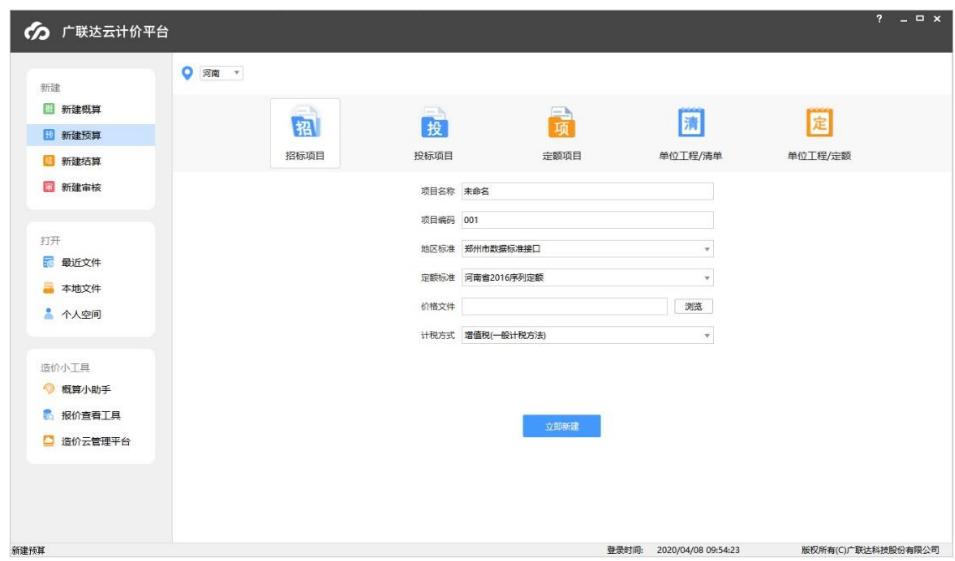 广联达云计价平台
?
新建
新建概算
新建预算
新建结算
新建审核
打开
最近文件
本地文件
个人空间
造价小工具
概算小助手
报价查看工具
造价云管理平台
河南
招 投 项 清 定
招标项目 投标项目 定额项目 单位工程/清单 单位工程/定额
项目名称 未命名
项目编码 001
地区标准 郑州市数据标准接口
定额标准 河南省2016序列定额
价格文件 浏览
计税方式 增值税(一般计税方法)
立即新建
新建预算 登录时间: 2020/04/08 09:54:23 版权所有(C)广联达科技股份有限公司